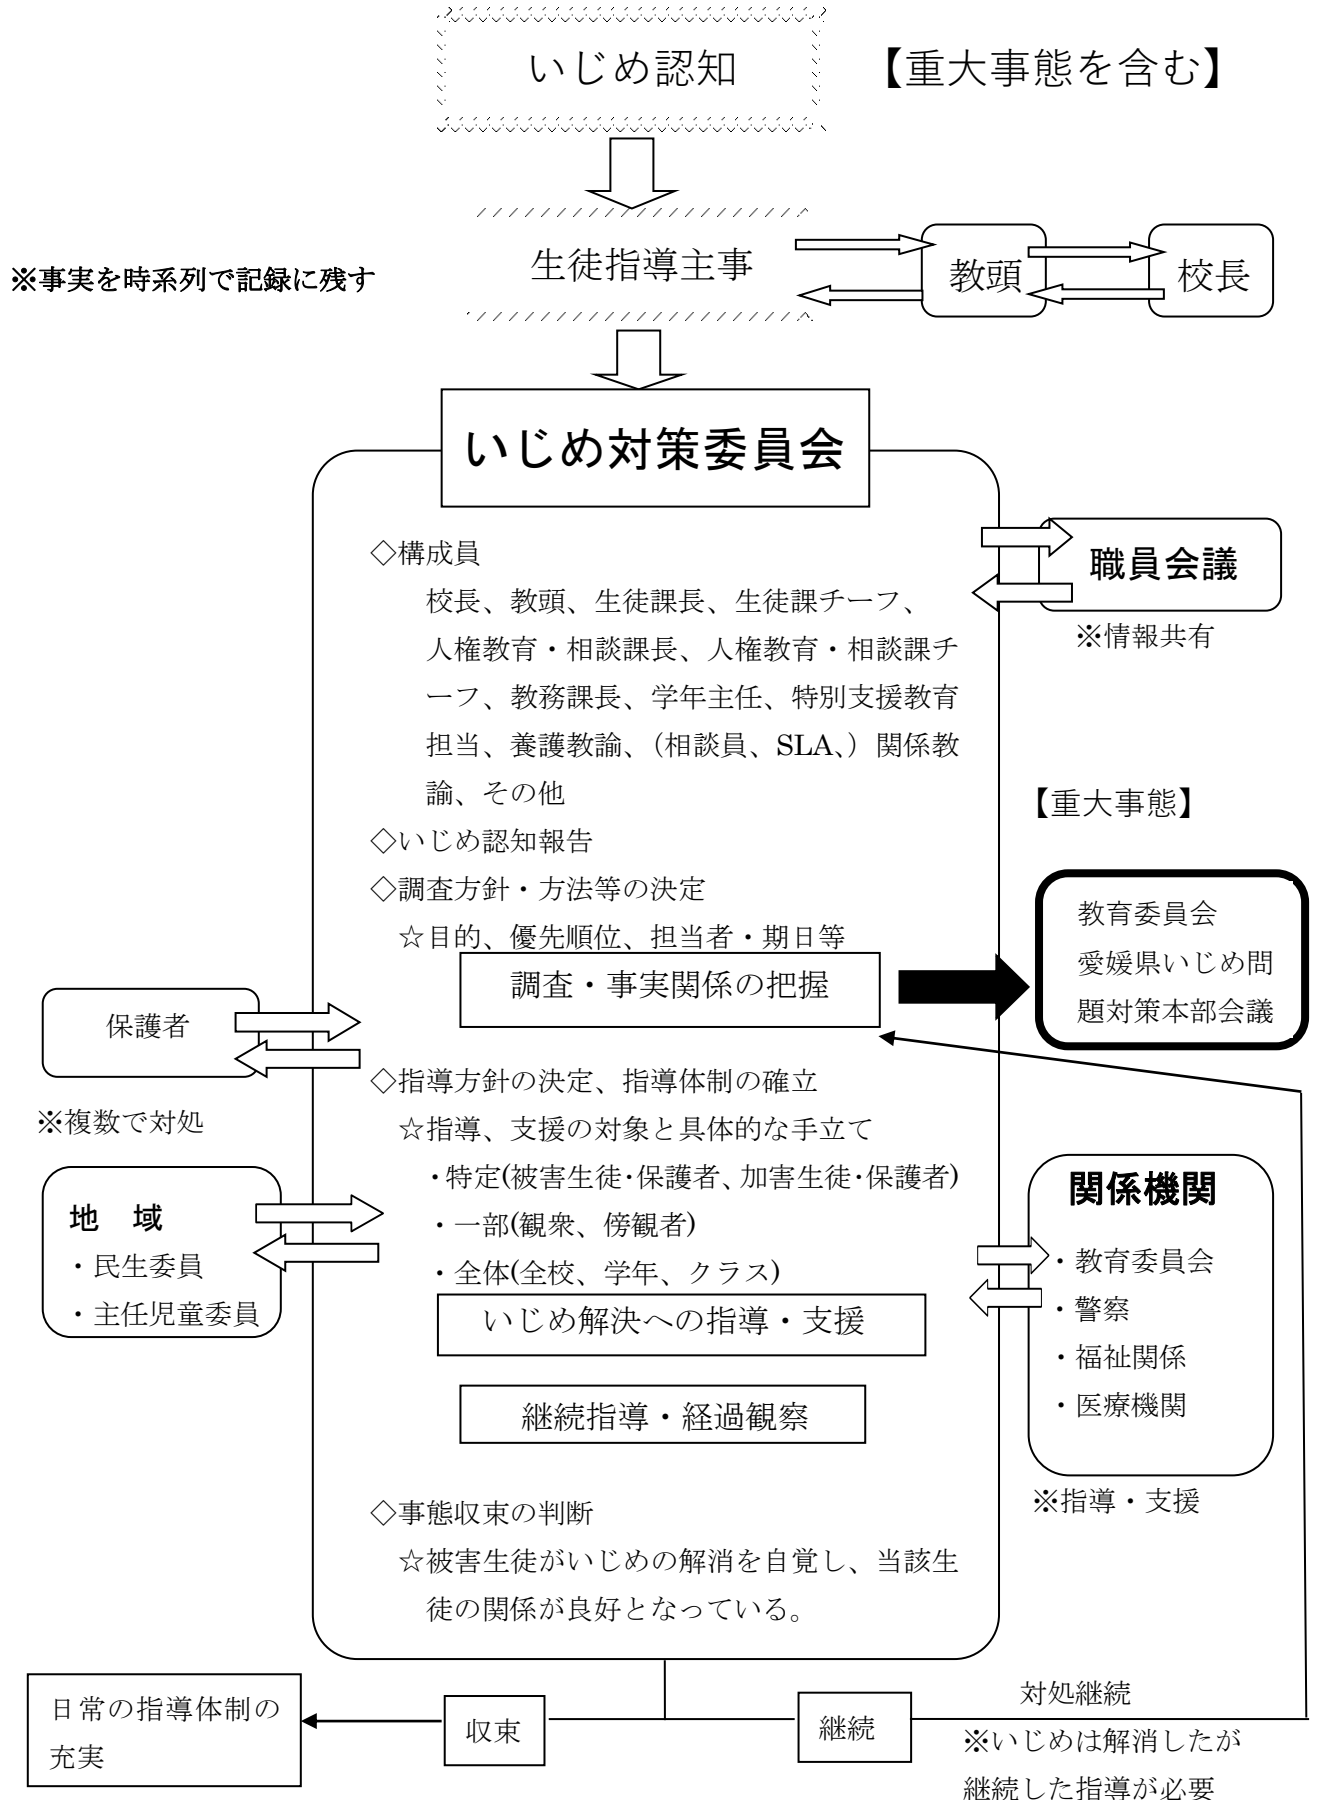 いじめ認知
【重大事態を含む】
生徒指導主事
教頭
校長
※事実を時系列で記録に残す
いじめ対策委員会
◇構成員
校長、教頭、生徒課長、生徒課チーフ、
人権教育・相談課長、人権教育・相談課チ
ーフ、教務課長、学年主任、特別支援教育
担当、養護教諭、（相談員、SLA、）関係教
諭、その他
職員会議
※情報共有
◇いじめ認知報告
◇調査方針・方法等の決定
☆目的、優先順位、担当者・期日等
調査・事実関係の把握
【重大事態】
教育委員会
愛媛県いじめ問
題対策本部会議
保護者
※複数で対処
◇指導方針の決定、指導体制の確立
☆指導、支援の対象と具体的な手立て
・特定(被害生徒・保護者、加害生徒・保護者)
・一部(観衆、傍観者)
・全体(全校、学年、クラス)
いじめ解決への指導・支援
地　域
・民生委員
・主任児童委員
関係機関
・教育委員会
・警察
・福祉関係
・医療機関
※指導・支援
継続指導・経過観察
◇事態収束の判断
☆被害生徒がいじめの解消を自覚し、当該生
徒の関係が良好となっている。
日常の指導体制の
充実
収束
継続
対処継続
※いじめは解消したが
継続した指導が必要